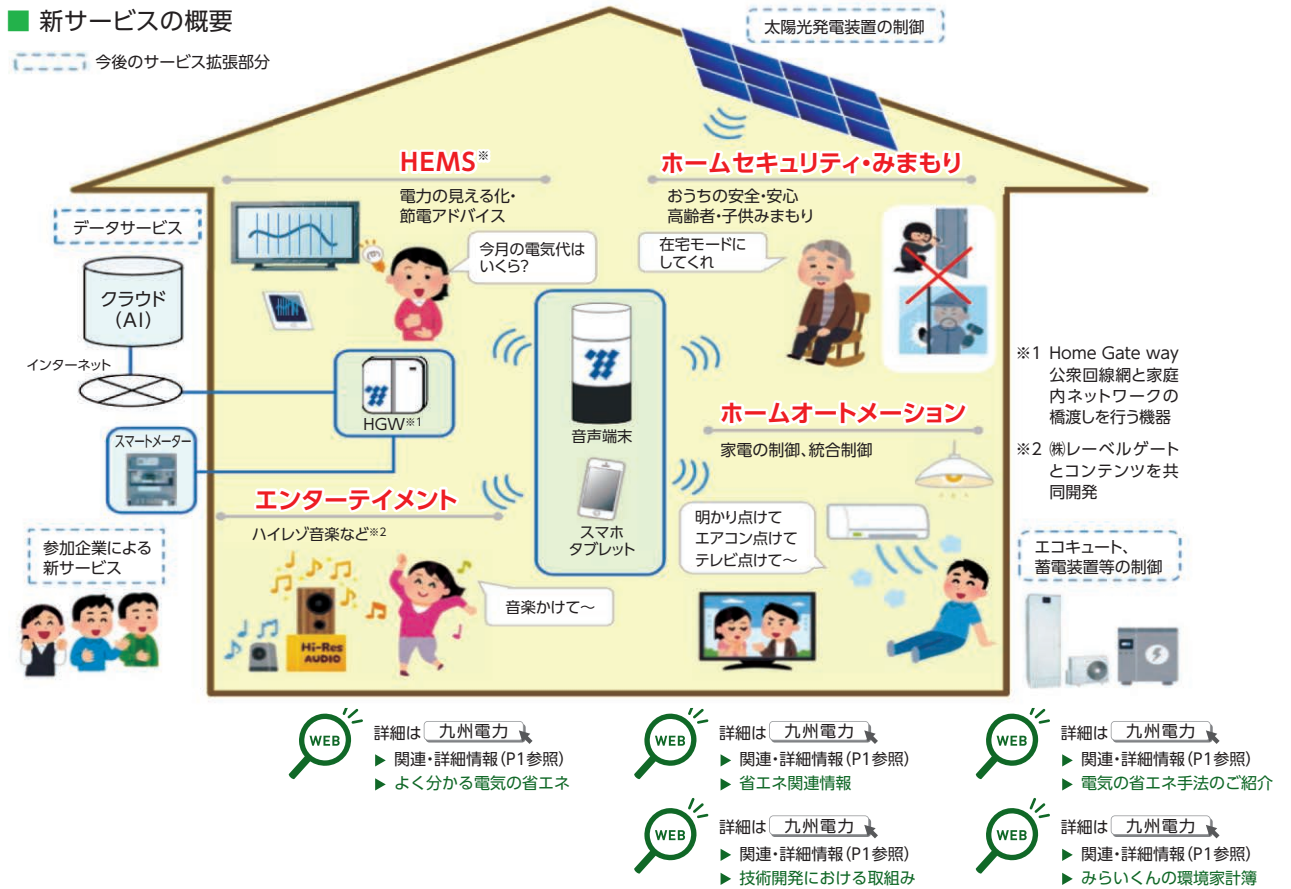 新サービスの概要
今後のサービス拡張部分
太陽光発電装置の制御
HEMS※
電力の見える化・
節電アドバイス
今月の電気代は
いくら?
ホームセキュリティ・みまもり
おうちの安全・安心
高齢者・子供みまもり
在宅モードに
してくれ
データサービス
クラウド
(AI)
インターネット
スマートメーター
HGW※1
音声端末
スマホ
タブレット
※1 Home Gate way
公衆回線網と家庭
内ネットワークの
橋渡しを行う機器
※2 ㈱レーベルゲート
とコンテンツを共
同開発
ホームオートメーション
家電の制御、統合制御
明かり点けて
エアコン点けて
テレビ点けて～
エンターテイメント
ハイレゾ音楽など※2
音楽かけて～
Hi-Res
AUDIO
参加企業による
新サービス
エコキュート、
蓄電装置等の制御
WEB
詳細は 九州電力
▶ 関連・詳細情報(P1参照)
▶ よく分かる電気の省エネ
WEB
詳細は 九州電力
▶ 関連・詳細情報(P1参照)
▶ 省エネ関連情報
WEB
詳細は 九州電力
▶ 関連・詳細情報(P1参照)
▶ 電気の省エネ手法のご紹介
WEB
詳細は 九州電力
▶ 関連・詳細情報(P1参照)
▶ 技術開発における取組み
WEB
詳細は 九州電力
▶ 関連・詳細情報(P1参照)
▶ みらいくんの環境家計簿